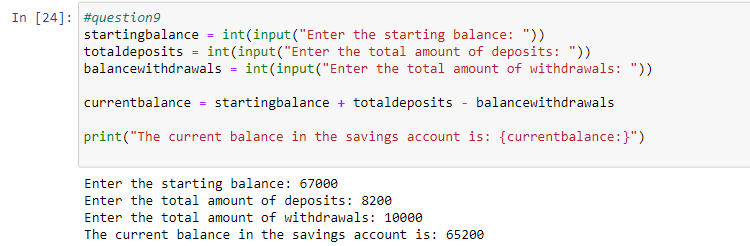 In [24]: #question9
startingbalance = int(input("Enter the starting balance: "))
totaldeposits = int(input("Enter the total amount of deposits: "))
balancewithdrawals = int(input("Enter the total amount of withdrawals: "))
currentbalance = startingbalance + totaldeposits - balancewithdrawals
print("The current balance in the savings account is: {currentbalance:}")
Enter the starting balance: 67000
Enter the total amount of deposits: 8200
Enter the total amount of withdrawals: 10000
The current balance in the savings account is: 65200